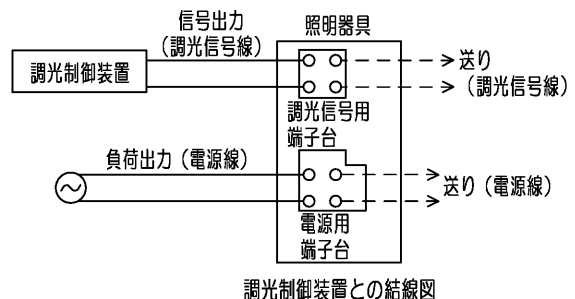 信号出力
(調光信号線)
照明器具
調光制御装置
送り
(調光信号線)
調光信号用
端子台
負荷出力(電源線)
送り(電源線)
電源用
端子台
調光制御装置との結線図